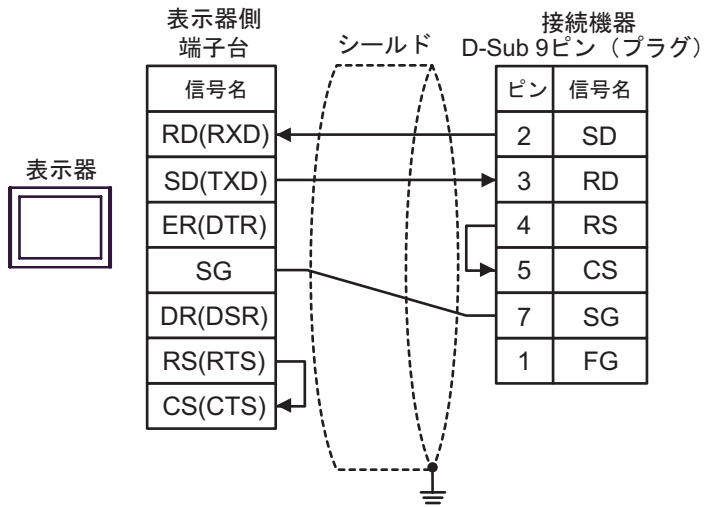 表示器側
端子台
シールド
接続機器
D-Sub 9ピン（プラグ）
表示器
信号名
RD(RXD)
SD(TXD)
ER(DTR)
SG
DR(DSR)
RS(RTS)
CS(CTS)
ピン 信号名
2 SD
3 RD
4 RS
5 CS
7 SG
1 FG